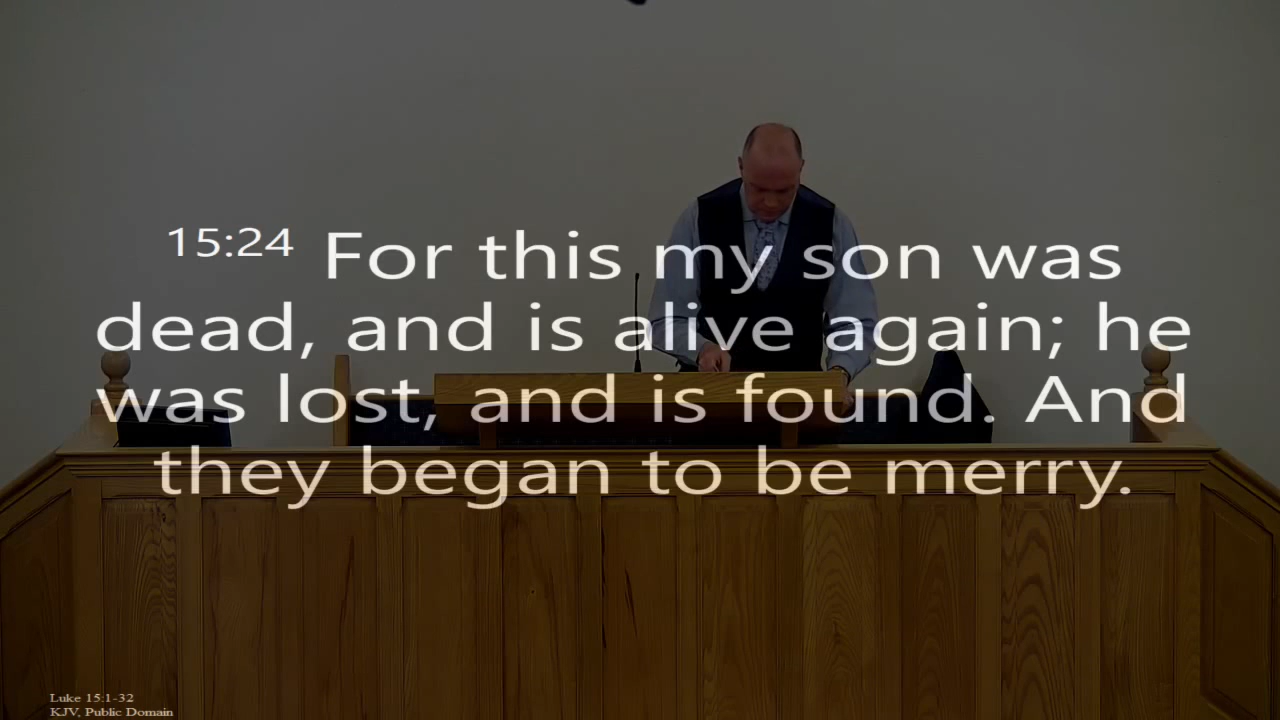 15:24 For this my son was
dead, and is alive again; he
was lost, and is found. And
they began to be merry.
Luke 15:1-32
KJV, Public Domain